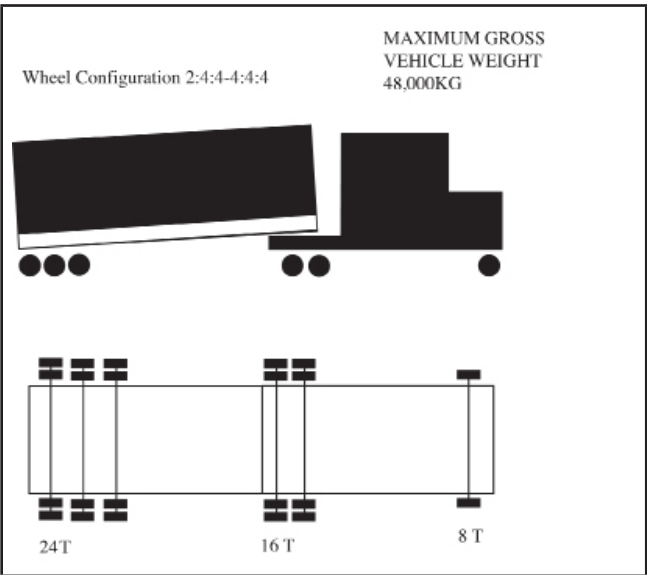 MAXIMUM GROSS
VEHICLE WEIGHT
48,000KG
Wheel Configuration 2:4:4-4:4:4
24T
16 T
8 T